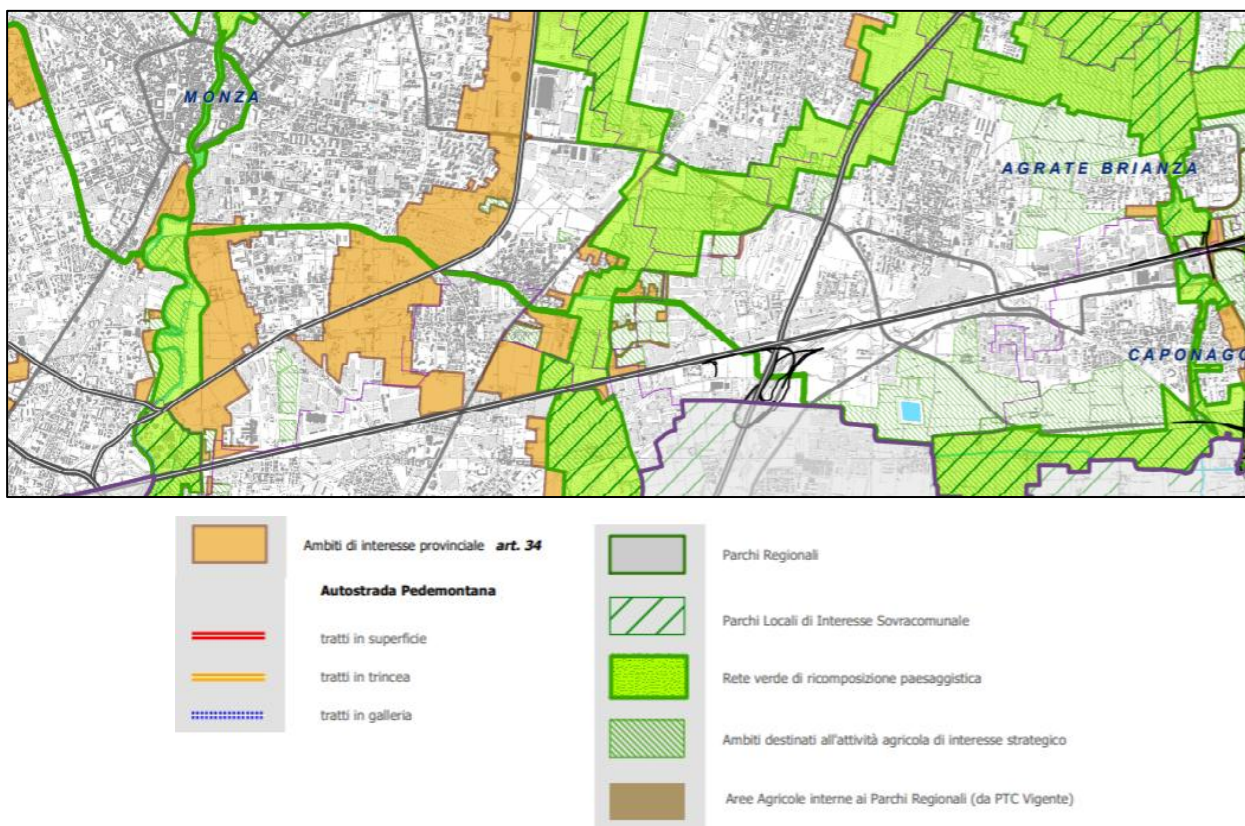 MONZA
AGRATE BRIANZA
CAPONAGO
Ambiti di interesse provinciale art. 34
Autostrada Pedemontana
tratti in superficie
tratti in trincea
tratti in galleria
Parchi Regionali
Parchi Locali di Interesse Sovracomunale
Rete verde di ricomposizione paesaggistica
Ambiti destinati all'attività agricola di interesse strategico
Aree Agricole interne ai Parchi Regionali (da PTC Vigente)